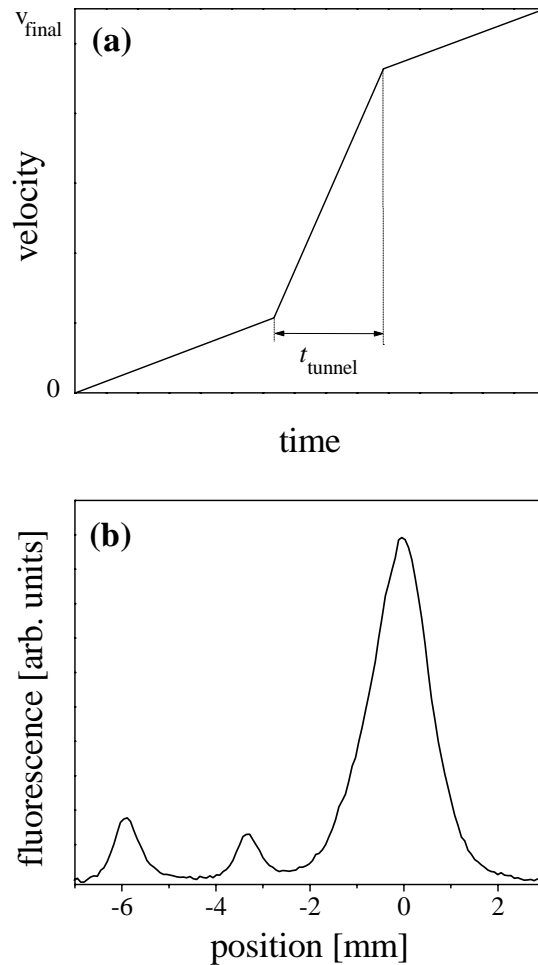 v_final
(a)
velocity
t_tunnel
0
time
(b)
fluorescence [arb. units]
-6 -4 -2 0 2
position [mm]